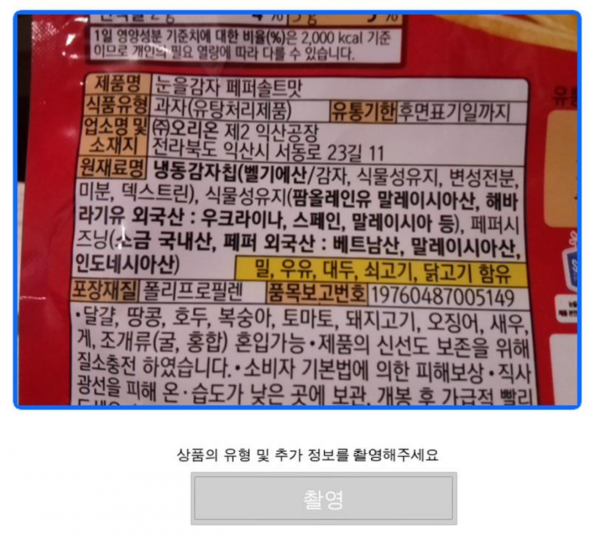 1일 영양성분 기준치에 대한 비율(%)은 2,000 kcal 기준
이므로 개인의 필요 열량에 따라 다를 수 있습니다.
제품명 눈을감자 페퍼솔트맛
식품유형 과자(유탕처리제품) 유통기한 후면표기일까지
업소명 및 ㈜오리온 제2 익산공장
소재지 전라북도 익산시 서동로 23길 11
원재료명 냉동감자칩(벨기에산/감자, 식물성유지, 변성전분,
미분, 덱스트린), 식물성유지(팜올레인유 말레이시아산, 해바
라기유 외국산 : 우크라이나, 스페인, 말레이시아 등), 페퍼시
즈닝(소금 국내산, 페퍼 외국산 : 베트남산, 말레이시아산,
인도네시아산) 밀, 우유, 대두, 쇠고기, 닭고기 함유
포장재질 폴리프로필렌 품목보고번호 19760487005149
•달걀, 땅콩, 호두, 복숭아, 토마토, 돼지고기, 오징어, 새우,
게, 조개류(굴, 홍합) 혼입가능 •제품의 신선도 보존을 위해
질소충전 하였습니다. •소비자 기본법에 의한 피해보상 •직사
광선을 피해 온·습도가 낮은 곳에 보관, 개봉 후 가급적 빨리
상품의 유형 및 추가 정보를 촬영해주세요
촬영